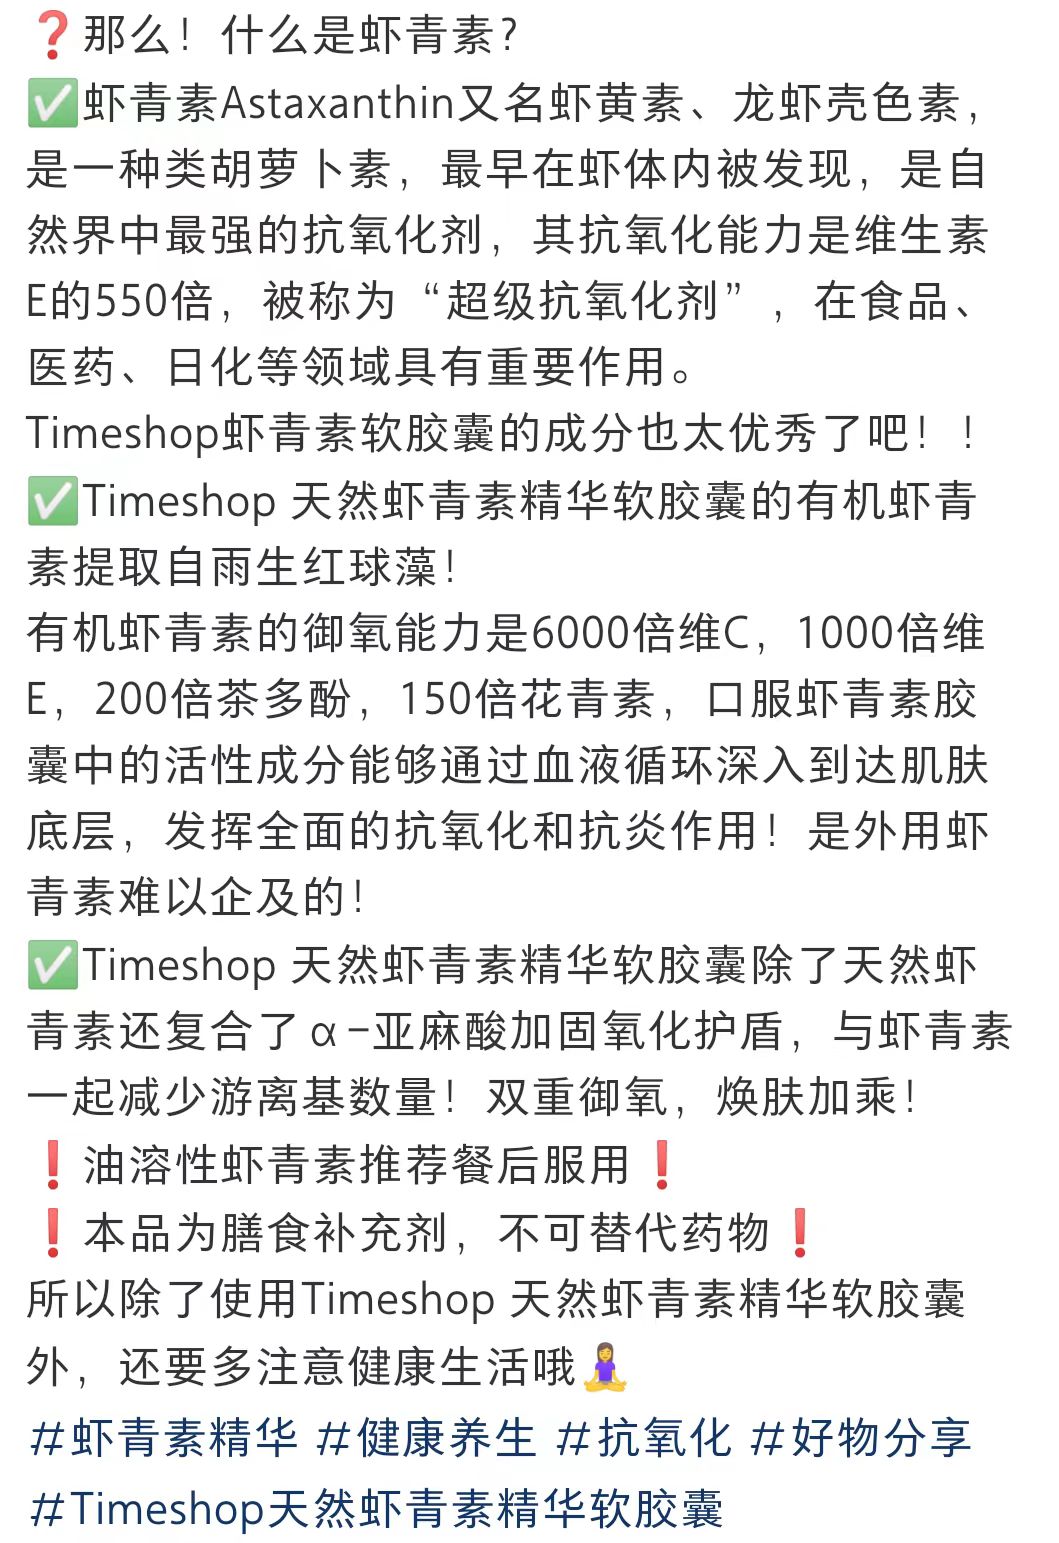 ❓那么！什么是虾青素?
✅虾青素Astaxanthin又名虾黄素、龙虾壳色素，
是一种类胡萝卜素，最早在虾体内被发现，是自
然界中最强的抗氧化剂，其抗氧化能力是维生素
E的550倍，被称为“超级抗氧化剂”，在食品、
医药、日化等领域具有重要作用。
Timeshop虾青素软胶囊的成分也太优秀了吧！！
✅Timeshop 天然虾青素精华软胶囊的有机虾青
素提取自雨生红球藻！
有机虾青素的御氧能力是6000倍维C，1000倍维
E，200倍茶多酚，150倍花青素，口服虾青素胶
囊中的活性成分能够通过血液循环深入到达肌肤
底层，发挥全面的抗氧化和抗炎作用！是外用虾
青素难以企及的！
✅Timeshop 天然虾青素精华软胶囊除了天然虾
青素还复合了α-亚麻酸加固氧化护盾，与虾青素
一起减少游离基数量！双重御氧，焕肤加乘！
❗油溶性虾青素推荐餐后服用❗
❗本品为膳食补充剂，不可替代药物❗
所以除了使用Timeshop 天然虾青素精华软胶囊
外，还要多注意健康生活哦🧘‍♀️
#虾青素精华 #健康养生 #抗氧化 #好物分享
#Timeshop天然虾青素精华软胶囊